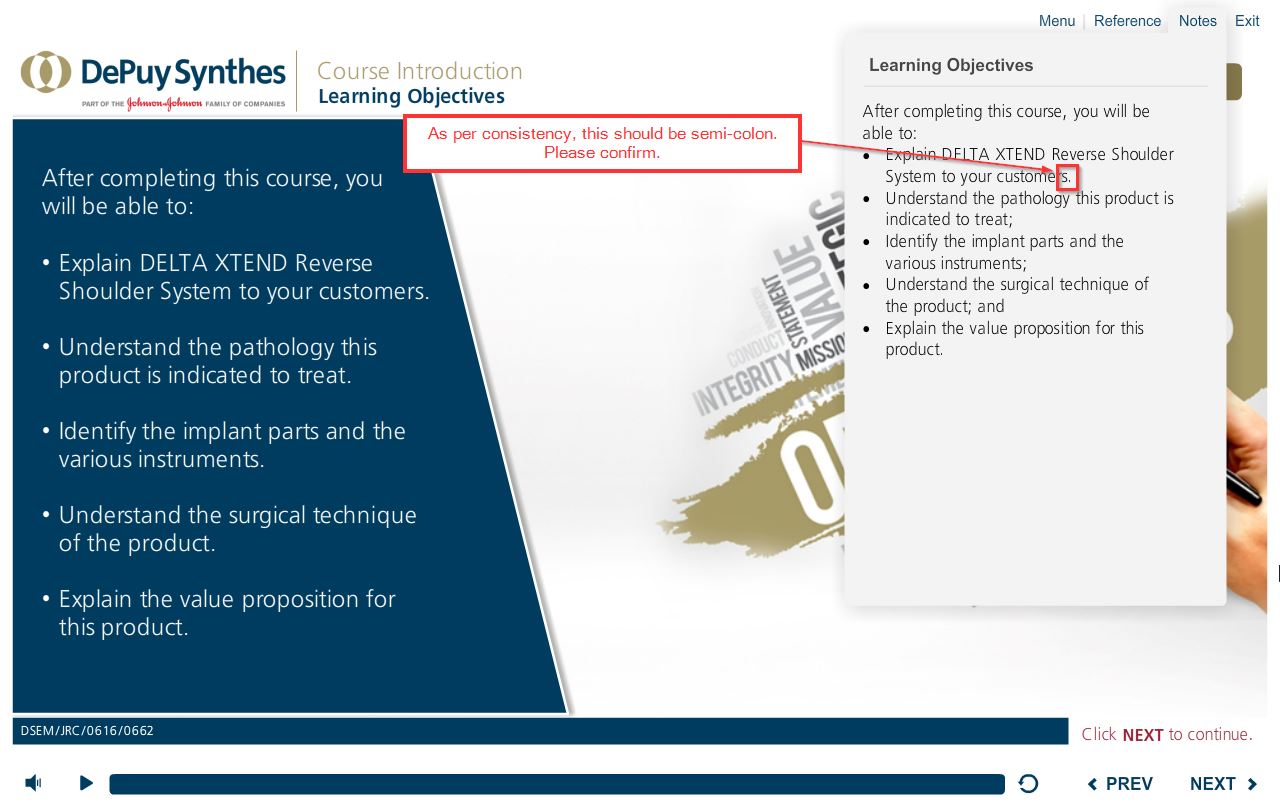 Menu | Reference Notes Exit
DePuy Synthes
PART OF THE Johnson & Johnson FAMILY OF COMPANIES
Course Introduction
Learning Objectives
After completing this course, you
will be able to:
• Explain DELTA XTEND Reverse
Shoulder System to your customers.
• Understand the pathology this
product is indicated to treat.
• Identify the implant parts and the
various instruments.
• Understand the surgical technique
of the product.
• Explain the value proposition for
this product.
As per consistency, this should be semi-colon.
Please confirm.
INTEGRITY
CONDUCT
STATEMENT
VALUE
MISSIO
EGIC
Learning Objectives
After completing this course, you will be
able to:
• Explain DELTA XTEND Reverse Shoulder
System to your customers.
• Understand the pathology this product is
indicated to treat;
• Identify the implant parts and the
various instruments;
• Understand the surgical technique of
the product; and
• Explain the value proposition for this
product.
DSEM/JRC/0616/0662
Click NEXT to continue.
PREV NEXT